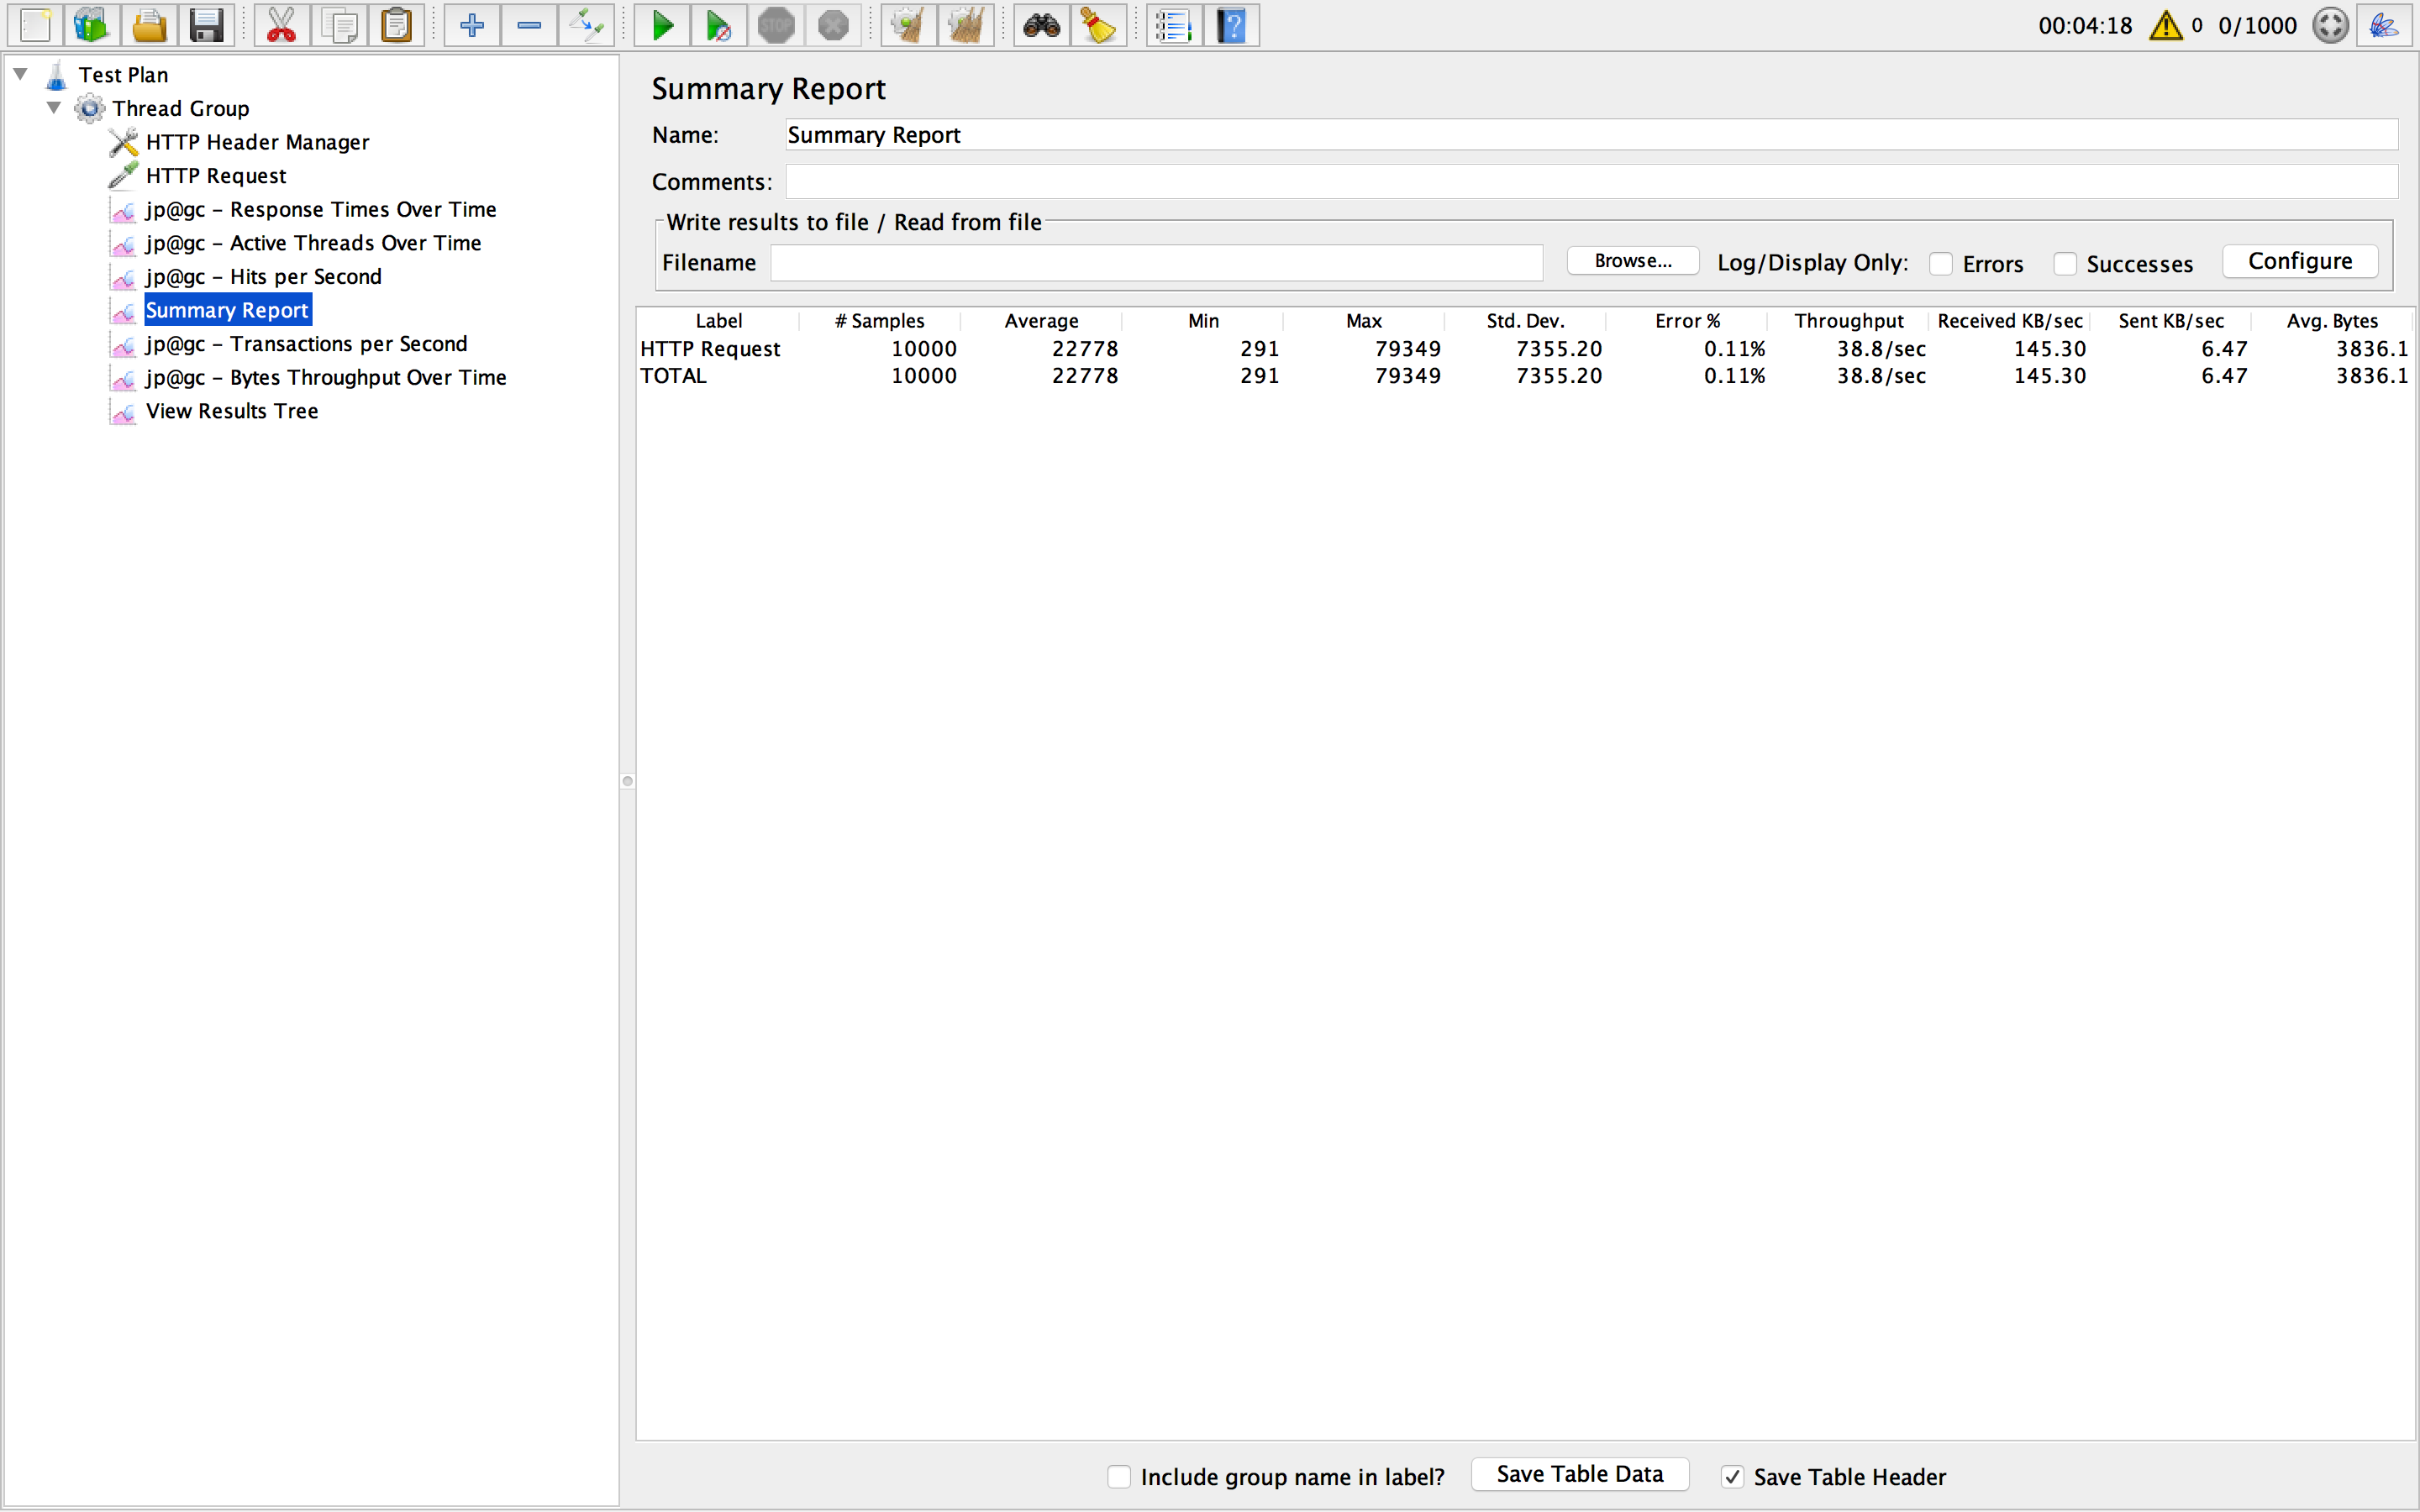 STOP
?
00:04:18 0 0/1000
Test Plan
Thread Group
HTTP Header Manager
HTTP Request
jp@gc - Response Times Over Time
jp@gc - Active Threads Over Time
jp@gc - Hits per Second
Summary Report
jp@gc - Transactions per Second
jp@gc - Bytes Throughput Over Time
View Results Tree
Summary Report
Name: Summary Report
Comments:
Write results to file / Read from file
Filename Browse... Log/Display Only: Errors Successes Configure
Label # Samples Average Min Max Std. Dev. Error % Throughput Received KB/sec Sent KB/sec Avg. Bytes
HTTP Request 10000 22778 291 79349 7355.20 0.11% 38.8/sec 145.30 6.47 3836.1
TOTAL 10000 22778 291 79349 7355.20 0.11% 38.8/sec 145.30 6.47 3836.1
Include group name in label? Save Table Data Save Table Header